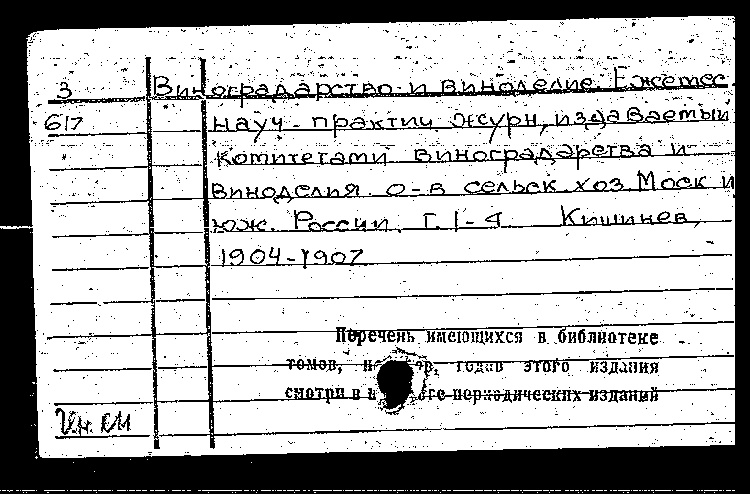 3 Виноградарство и виноделие. Ежемес.
617 науч-практич журн, издаваемый
Комитетами виноградарства и
виноделия о-в сельск хоз Моск и
юж. России. Т. 1-4 Кишинев,
1904-1907
Перечень имеющихся в библиотеке
томов, годов этого издания
смотри в периодических изданий